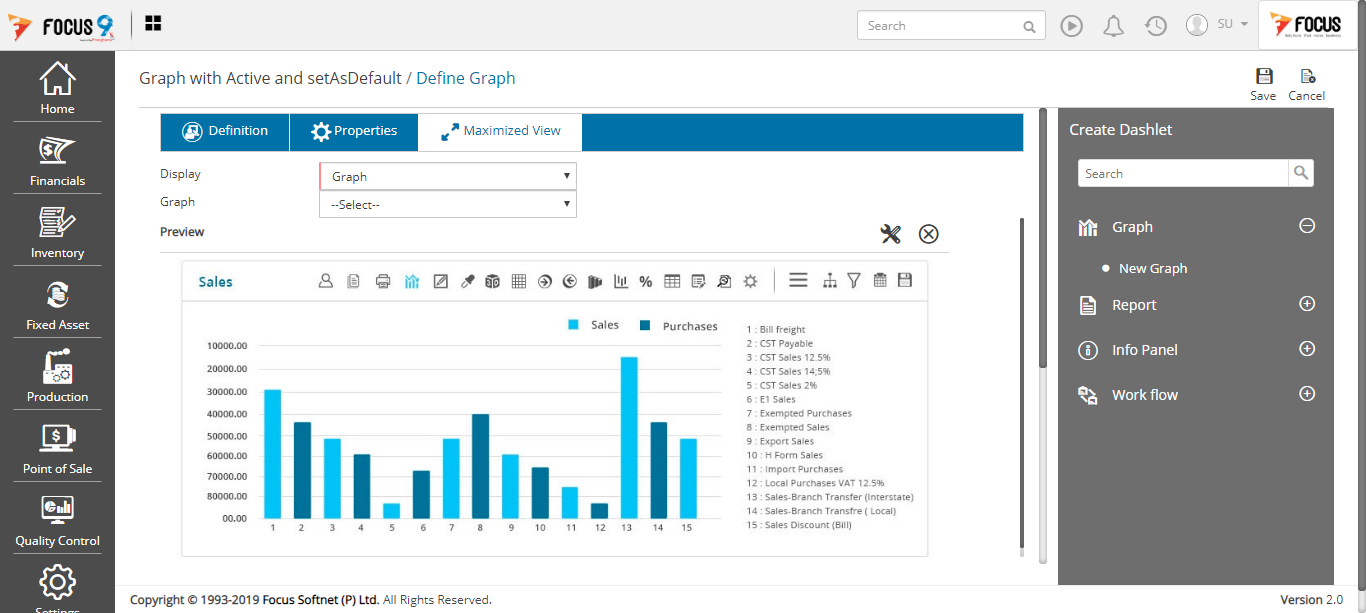 FOCUS 9
Search
SU
FOCUS
Home
Financials
Inventory
Fixed Asset
Production
Point of Sale
Quality Control
Settings
Graph with Active and setAsDefault / Define Graph
Save
Cancel
Definition
Properties
Maximized View
Display
Graph
Graph
--Select--
Preview
Sales
%
Sales
Purchases
10000.00
20000.00
30000.00
40000.00
50000.00
60000.00
70000.00
80000.00
00.00
1 2 3 4 5 6 7 8 9 10 11 12 13 14 15
1 : Bill freight
2 : CST Payable
3 : CST Sales 12.5%
4 : CST Sales 14;5%
5 : CST Sales 2%
6 : E1 Sales
7 : Exempted Purchases
8 : Exempted Sales
9 : Export Sales
10 : H Form Sales
11 : Import Purchases
12 : Local Purchases VAT 12.5%
13 : Sales-Branch Transfer (Interstate)
14 : Sales-Branch Transfre ( Local)
15 : Sales Discount (Bill)
Create Dashlet
Search
Graph
New Graph
Report
Info Panel
Work flow
Copyright © 1993-2019 Focus Softnet (P) Ltd. All Rights Reserved.
Version 2.0